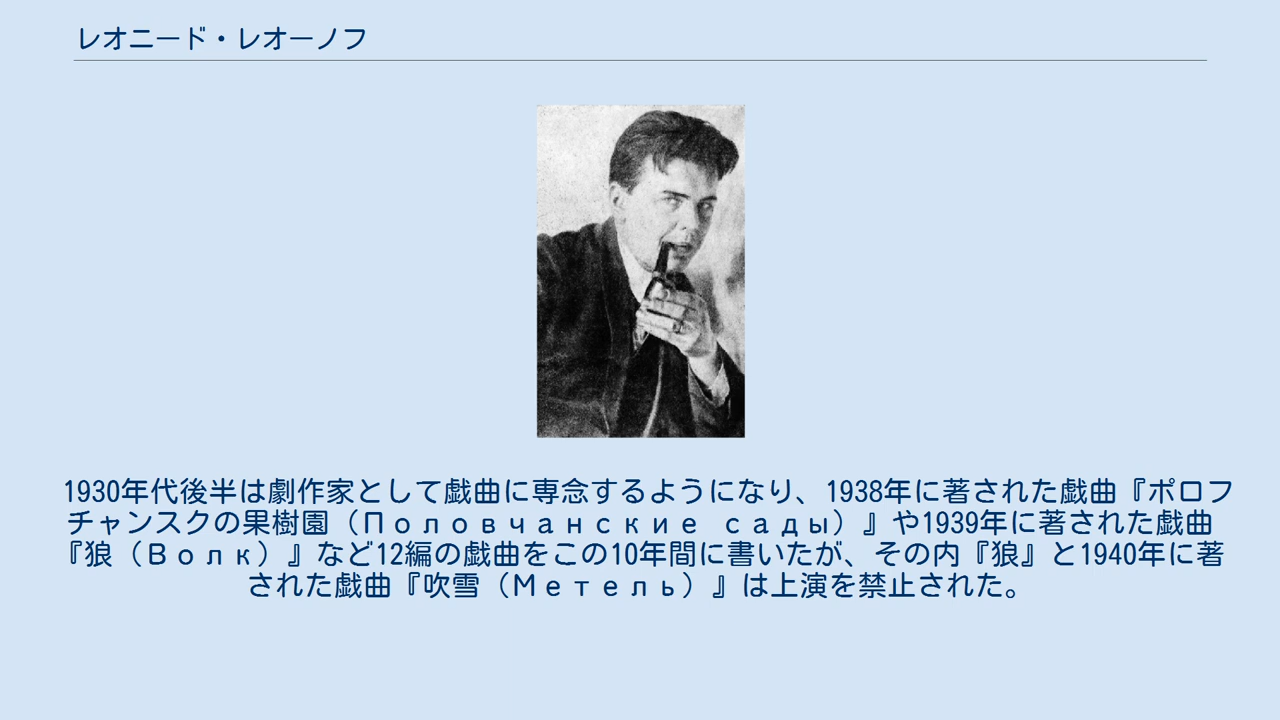 レオニード・レオーノフ
1930年代後半は劇作家として戯曲に専念するようになり、1938年に著された戯曲『ポロフ
チャンスクの果樹園（Половчанские сады）』や1939年に著された戯曲
『狼（Волк）』など12編の戯曲をこの10年間に書いたが、その内『狼』と1940年に著
された戯曲『吹雪（Метель）』は上演を禁止された。